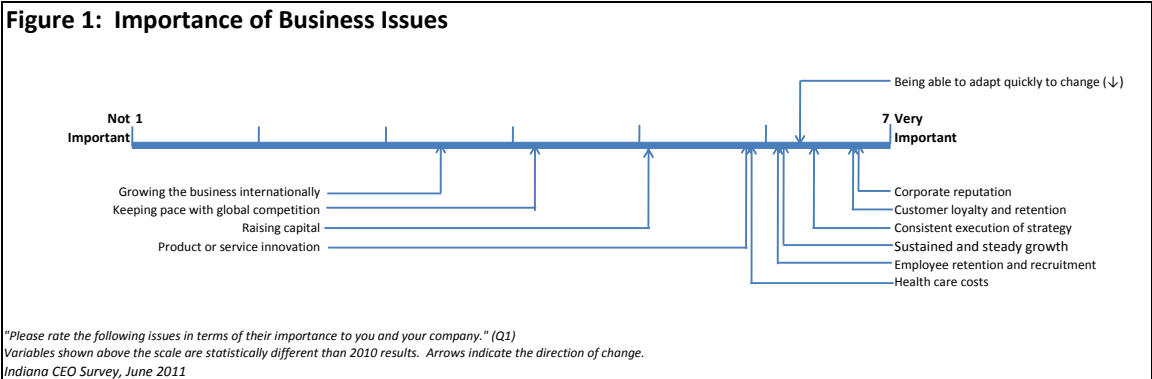 Figure 1:  Importance of Business Issues
Being able to adapt quickly to change (↓)
Not 1
Important
7 Very
Important
Growing the business internationally
Keeping pace with global competition
Raising capital
Product or service innovation
Corporate reputation
Customer loyalty and retention
Consistent execution of strategy
Sustained and steady growth
Employee retention and recruitment
Health care costs
"Please rate the following issues in terms of their importance to you and your company." (Q1)
Variables shown above the scale are statistically different than 2010 results.  Arrows indicate the direction of change.
Indiana CEO Survey, June 2011